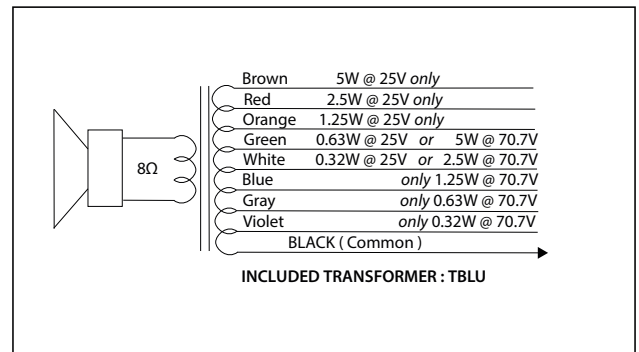 Brown 5W @ 25V only
Red 2.5W @ 25V only
Orange 1.25W @ 25V only
Green 0.63W @ 25V or 5W @ 70.7V
8Ω
White 0.32W @ 25V or 2.5W @ 70.7V
Blue only 1.25W @ 70.7V
Gray only 0.63W @ 70.7V
Violet only 0.32W @ 70.7V
BLACK ( Common )
INCLUDED TRANSFORMER : TBLU